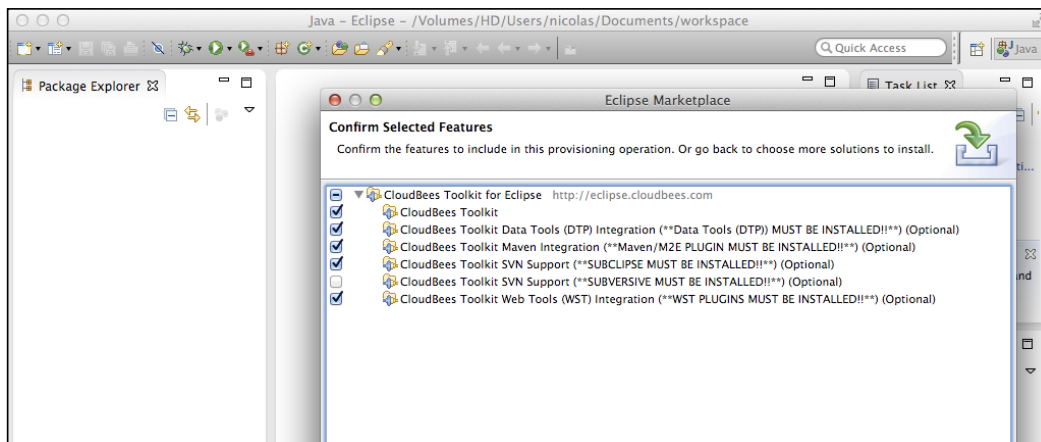 Java – Eclipse – /Volumes/HD/Users/nicolas/Documents/workspace
Quick Access
Java
Package Explorer
Task List
Eclipse Marketplace
Confirm Selected Features
Confirm the features to include in this provisioning operation. Or go back to choose more solutions to install.
CloudBees Toolkit for Eclipse http://eclipse.cloudbees.com
CloudBees Toolkit
CloudBees Toolkit Data Tools (DTP) Integration (**Data Tools (DTP)) MUST BE INSTALLED!!**) (Optional)
CloudBees Toolkit Maven Integration (**Maven/M2E PLUGIN MUST BE INSTALLED!!**) (Optional)
CloudBees Toolkit SVN Support (**SUBCLIPSE MUST BE INSTALLED!!**) (Optional)
CloudBees Toolkit SVN Support (**SUBVERSIVE MUST BE INSTALLED!!**) (Optional)
CloudBees Toolkit Web Tools (WST) Integration (**WST PLUGINS MUST BE INSTALLED!!**) (Optional)